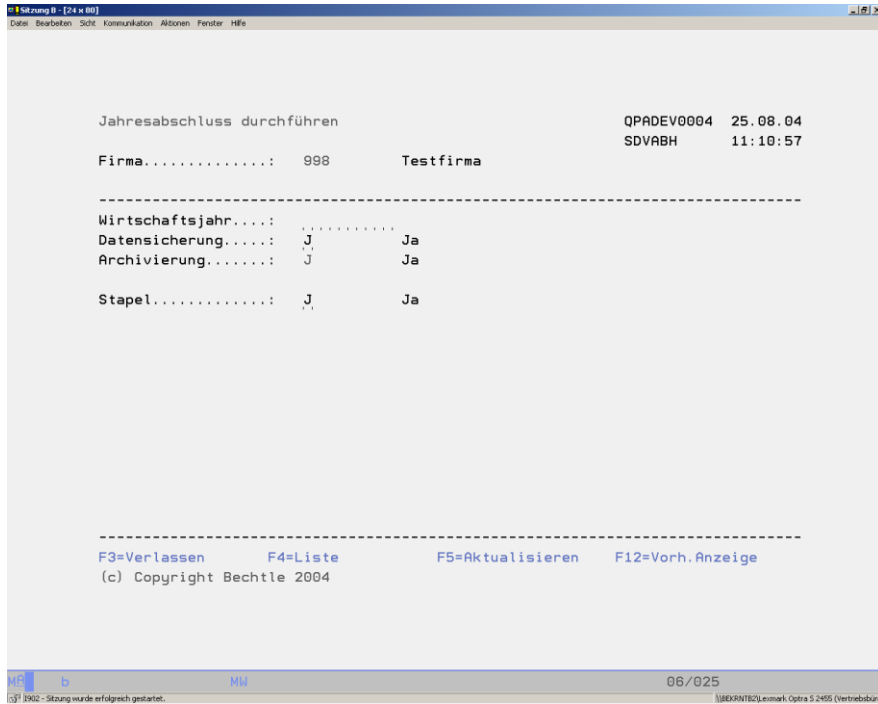 Sitzung B - [24 x 80]
Datei Bearbeiten Sicht Kommunikation Aktionen Fenster Hilfe
Jahresabschluss durchführen QPADEV0004 25.08.04
SDVABH 11:10:57
Firma..............: 998 Testfirma
Wirtschaftsjahr....:
Datensicherung.....: J Ja
Archivierung.......: J Ja
Stapel.............: J Ja
F3=Verlassen F4=Liste F5=Aktualisieren F12=Vorh.Anzeige
(c) Copyright Bechtle 2004
MA b MW 06/025
I902 - Sitzung wurde erfolgreich gestartet. \\BEKRNTB2\Lexmark Optra S 2455 (Vertriebsbür